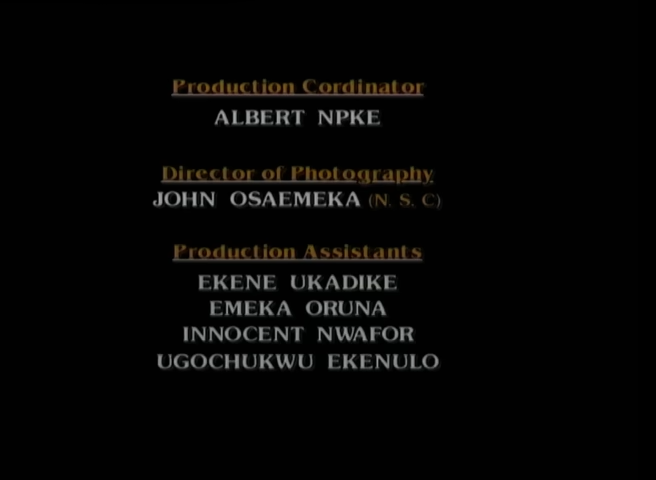 Production Cordinator
ALBERT NPKE
Director of Photography
JOHN OSAEMEKA (N. S. C)
Production Assistants
EKENE UKADIKE
EMEKA ORUNA
INNOCENT NWAFOR
UGOCHUKWU EKENULO